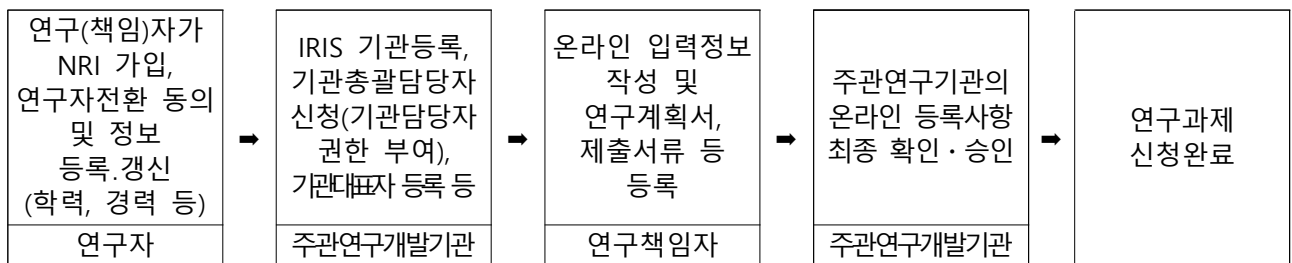 연구(책임)자가
NRI 가입,
연구자전환 동의
및 정보
등록.갱신
(학력, 경력 등)
연구자
➡
IRIS 기관등록,
기관총괄담당자
신청(기관담당자
권한 부여),
기관대표자 등록 등
주관연구개발기관
➡
온라인 입력정보
작성 및
연구계획서,
제출서류 등
등록
연구책임자
➡
주관연구기관의
온라인 등록사항
최종 확인・승인
주관연구개발기관
➡
연구과제
신청완료